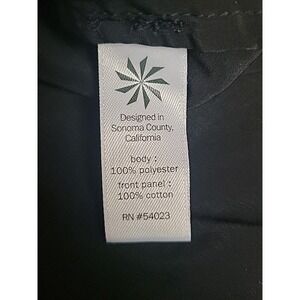 Designed in
Sonoma County,
California
body :
100% polyester
front panel :
100% cotton
RN #54023